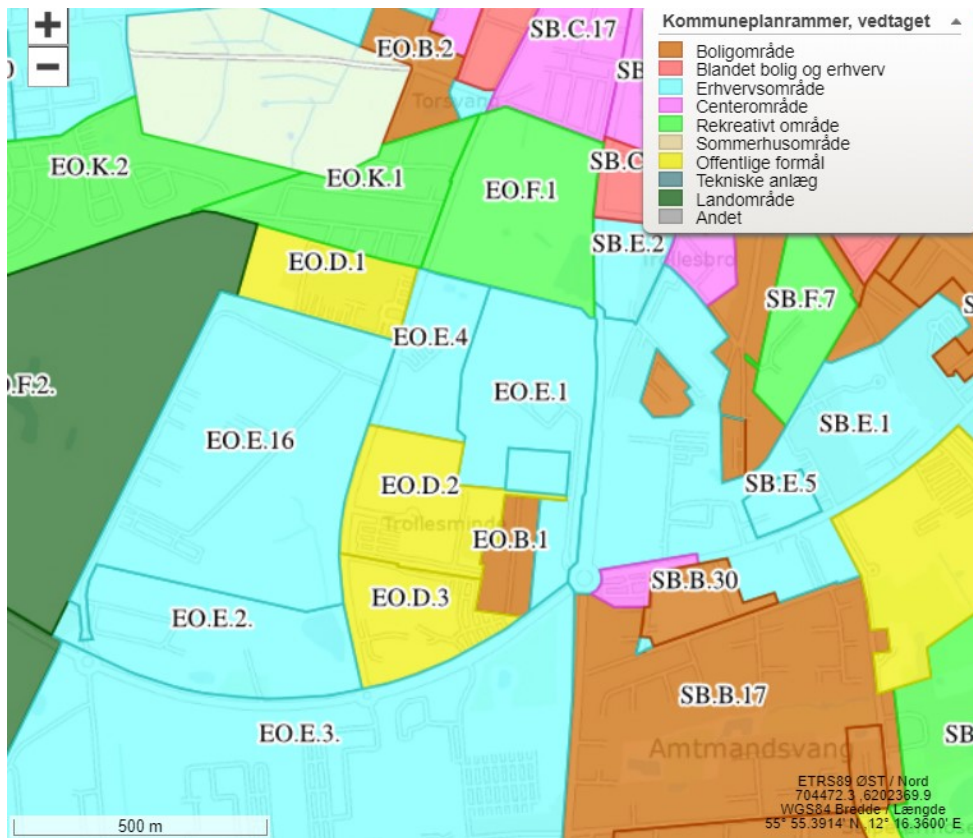 +
−
Kommuneplanrammer, vedtaget
Boligområde
Blandet bolig og erhverv
Erhvervsområde
Centerområde
Rekreativt område
Sommerhusområde
Offentlige formål
Tekniske anlæg
Landområde
Andet
EO.B.2
SB.C.17
SB
Torsvang
EO.K.2
EO.K.1
EO.F.1
SB.C
SB.E.2
Trollesbro
EO.D.1
SB.F.7
EO.E.4
.F.2.
EO.E.1
EO.E.16
SB.E.1
EO.D.2
SB.E.5
Trollesminde
EO.B.1
SB.B.30
EO.D.3
EO.E.2.
SB.B.17
EO.E.3.
SB
Amtmandsvang
ETRS89 ØST / Nord
704472.3 ,6202369.9
WGS84 Bredde / Længde
55° 55.3914' N ,12° 16.3600' E
500 m